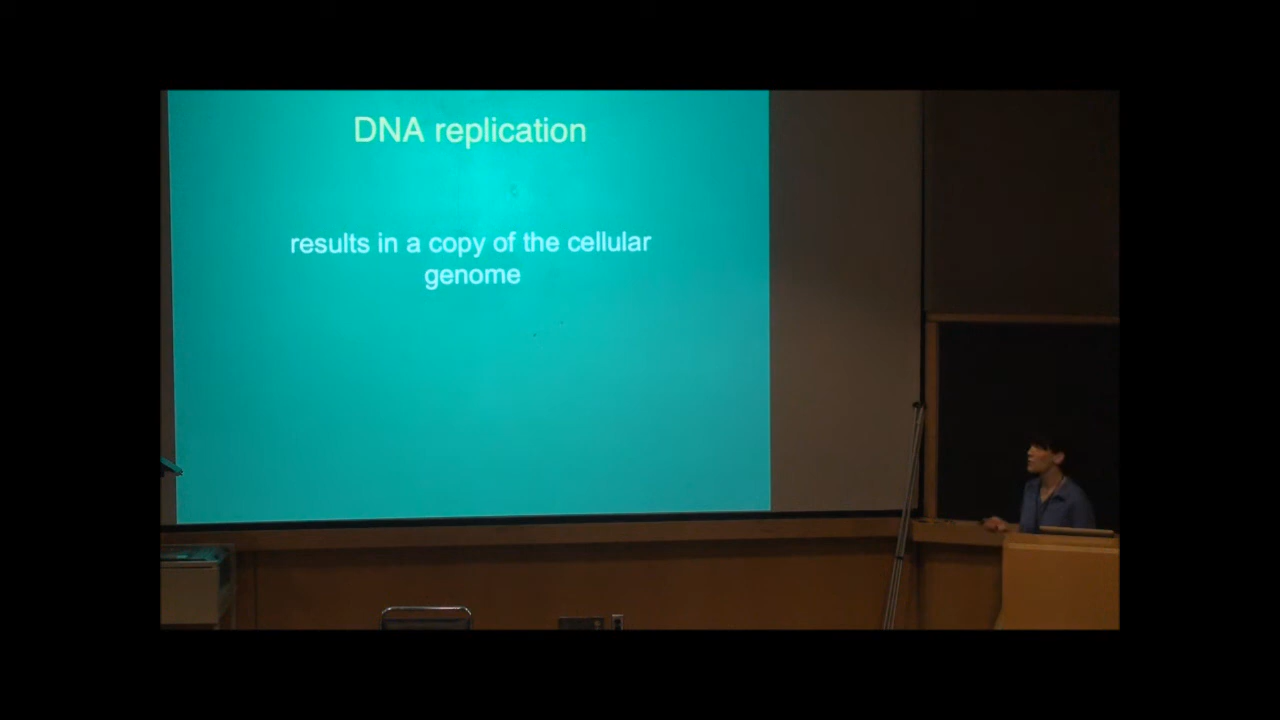 DNA replication
results in a copy of the cellular
genome